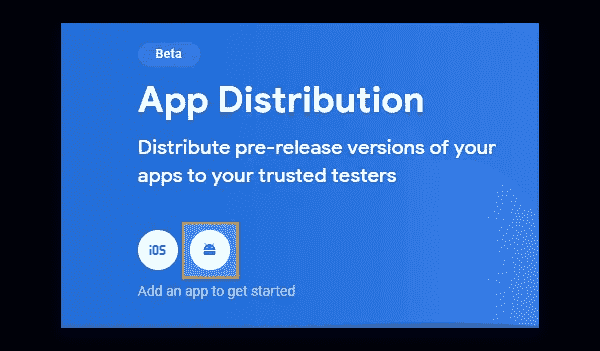 Beta
App Distribution
Distribute pre-release versions of your
apps to your trusted testers
iOS
Add an app to get started